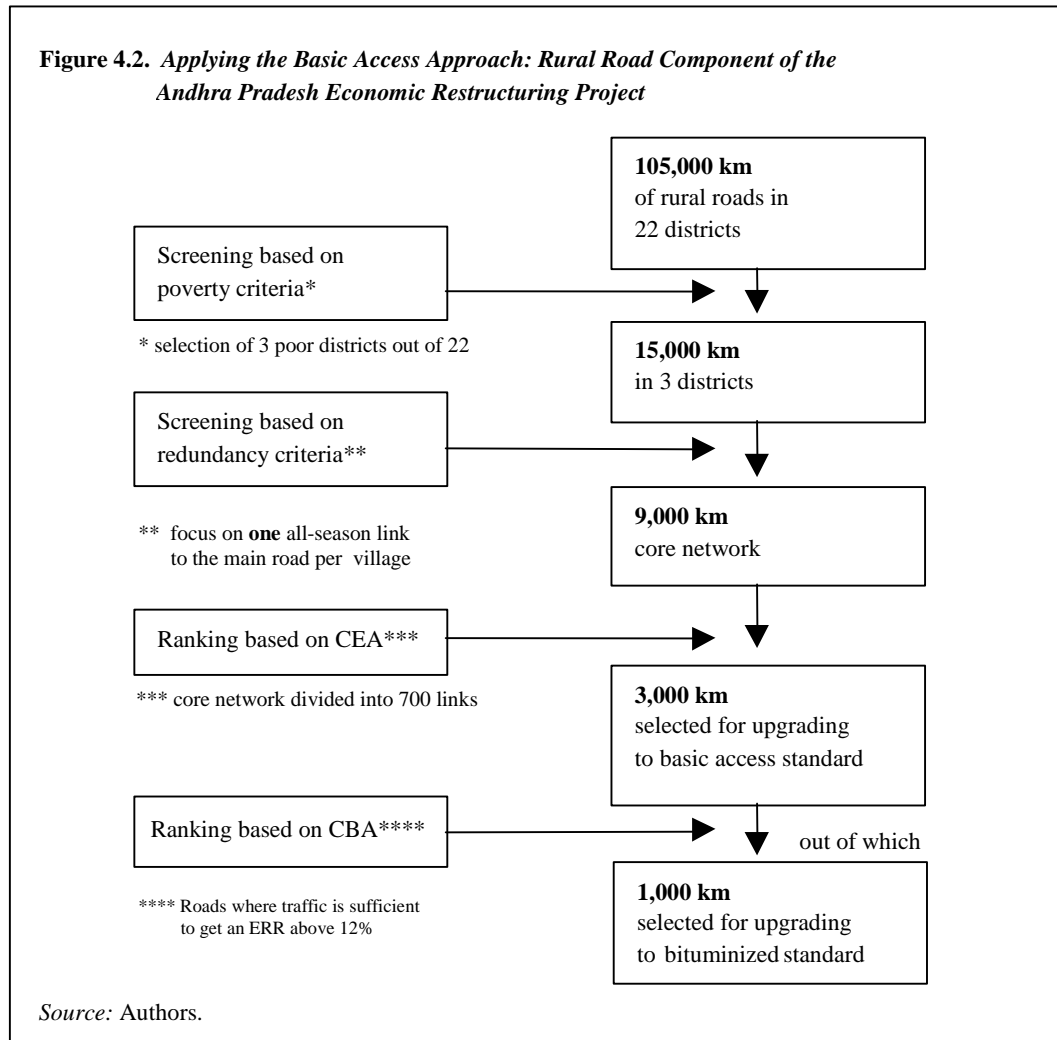 Figure 4.2. Applying the Basic Access Approach: Rural Road Component of the
Andhra Pradesh Economic Restructuring Project
105,000 km
of rural roads in
22 districts
Screening based on
poverty criteria*
* selection of 3 poor districts out of 22
15,000 km
in 3 districts
Screening based on
redundancy criteria**
** focus on one all-season link
to the main road per village
9,000 km
core network
Ranking based on CEA***
*** core network divided into 700 links
3,000 km
selected for upgrading
to basic access standard
Ranking based on CBA****
out of which
**** Roads where traffic is sufficient
to get an ERR above 12%
1,000 km
selected for upgrading
to bituminized standard
Source: Authors.